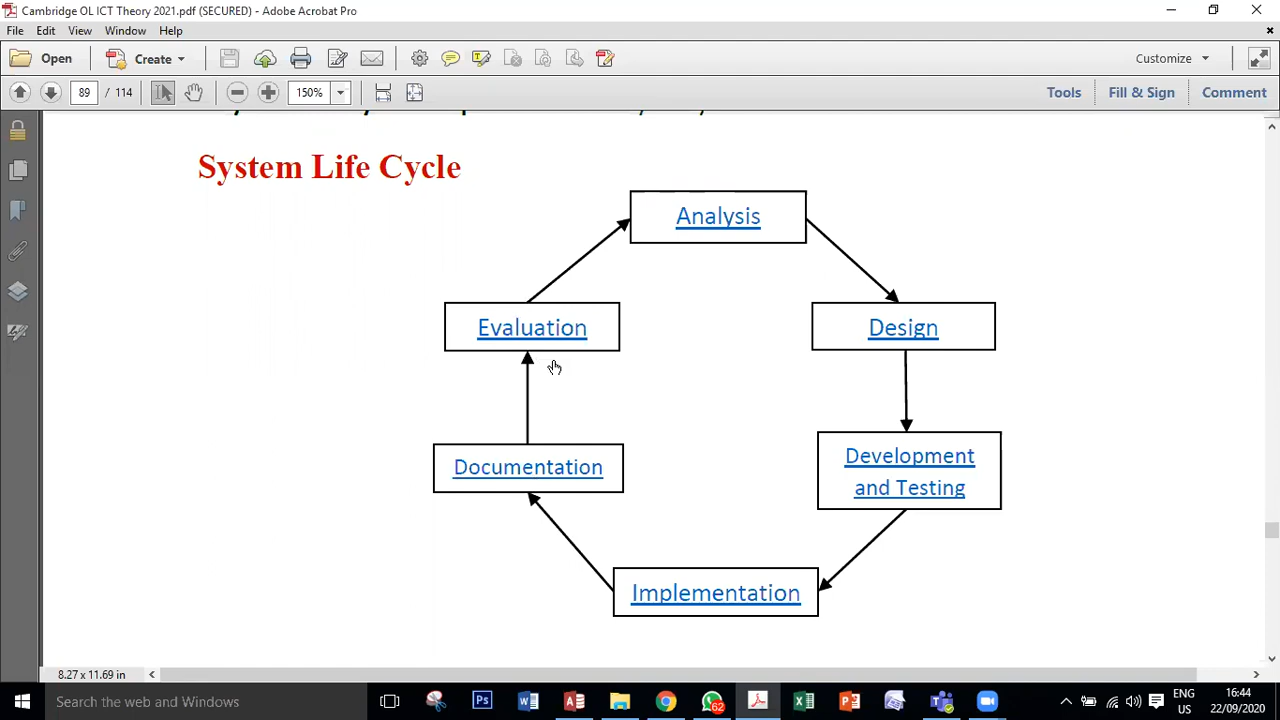 Cambridge OL ICT Theory 2021.pdf (SECURED) - Adobe Acrobat Pro
File Edit View Window Help
Open Create Customize
89 / 114 150% Tools Fill & Sign Comment
System Life Cycle
Analysis
Evaluation
Design
Documentation
Development
and Testing
Implementation
8.27 x 11.69 in
Search the web and Windows
62
ENG
US
16:44
22/09/2020